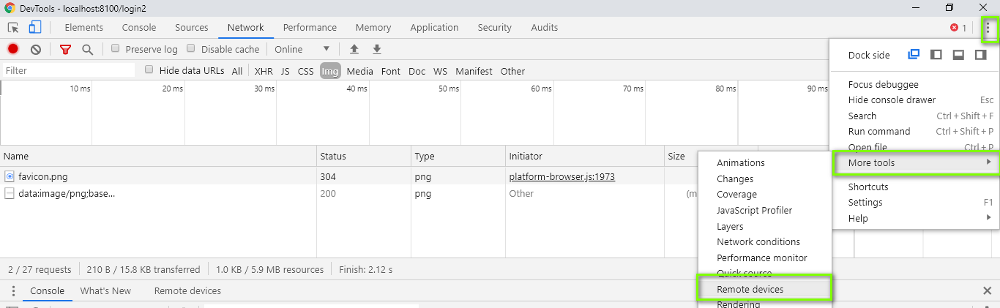 DevTools - localhost:8100/login2
Elements Console Sources Network Performance Memory Application Security Audits 1
Preserve log Disable cache Online
Dock side
Filter Hide data URLs All XHR JS CSS Img Media Font Doc WS Manifest Other
10 ms 20 ms 30 ms 40 ms 50 ms 60 ms 70 ms 80 ms 90 ms
Focus debuggee
Hide console drawer Esc
Search Ctrl + Shift + F
Run command Ctrl + Shift + P
Open file Ctrl + P
More tools
Shortcuts
Settings F1
Help
Name Status Type Initiator Size
favicon.png 304 png platform-browser.js:1973
data:image/png;base... 200 png Other (m
Animations
Changes
Coverage
JavaScript Profiler
Layers
Network conditions
Performance monitor
Quick source
Remote devices
Rendering
2 / 27 requests 210 B / 15.8 KB transferred 1.0 KB / 5.9 MB resources Finish: 2.12 s
Console What's New Remote devices